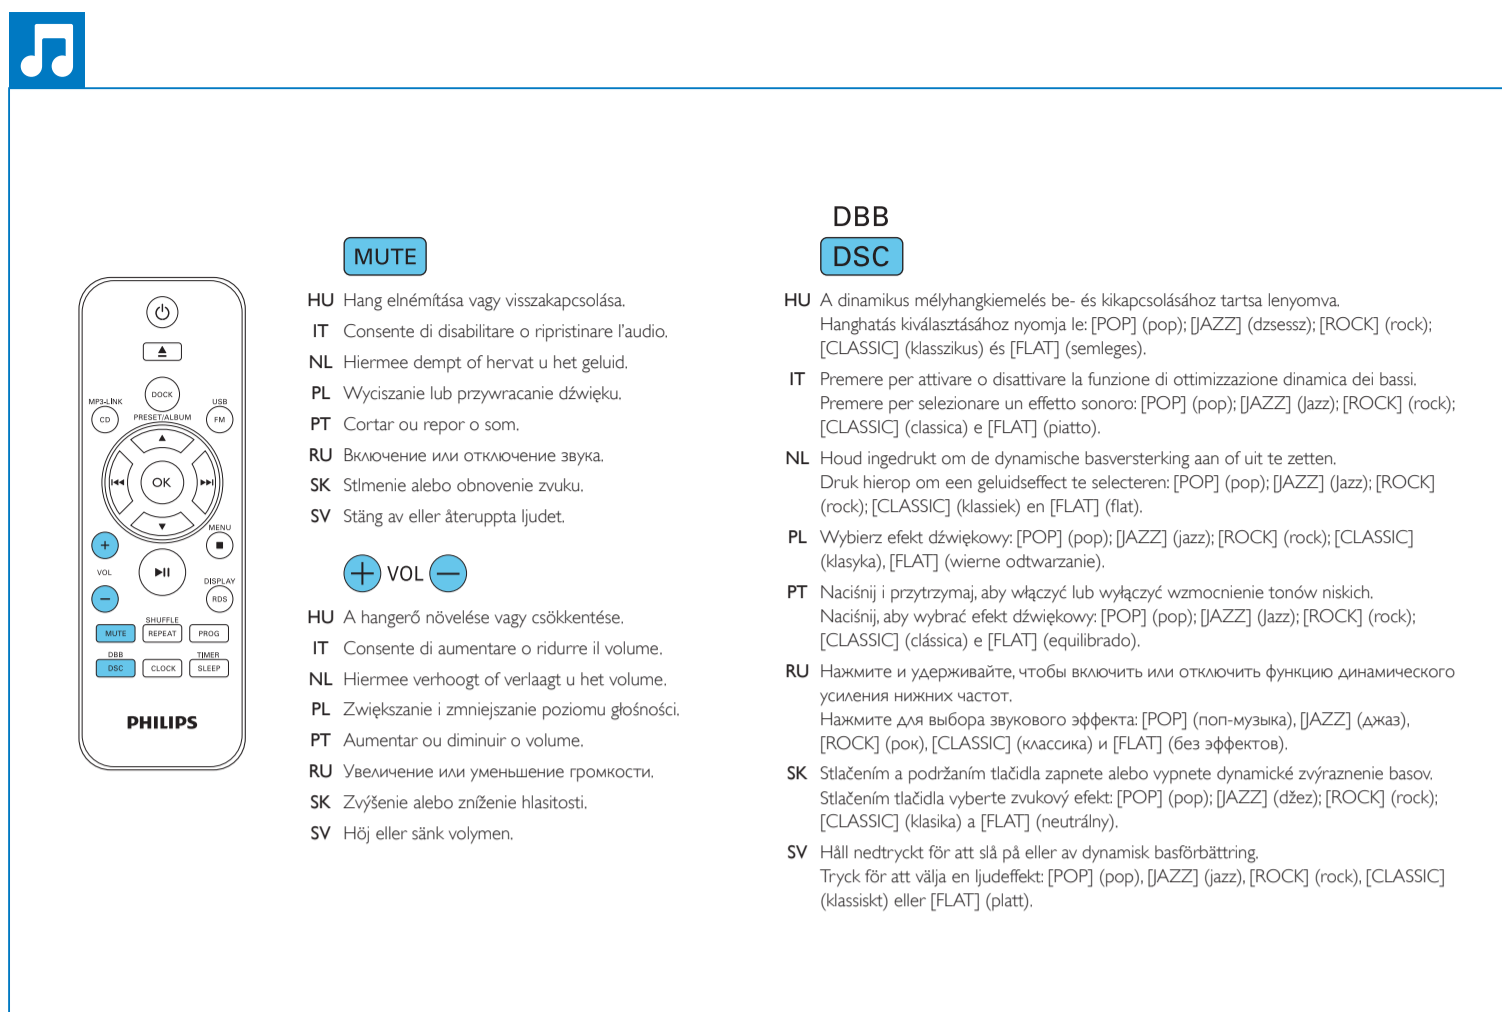 MP3-LINK
DOCK
USB
CD
PRESET/ALBUM
FM
OK
MENU
VOL
DISPLAY
RDS
SHUFFLE
MUTE
REPEAT
PROG
DBB
TIMER
DSC
CLOCK
SLEEP
PHILIPS
MUTE
HU Hang elnémítása vagy visszakapcsolása.
IT Consente di disabilitare o ripristinare l'audio.
NL Hiermee dempt of hervat u het geluid.
PL Wyciszanie lub przywracanie dźwięku.
PT Cortar ou repor o som.
RU Включение или отключение звука.
SK Stlmenie alebo obnovenie zvuku.
SV Stäng av eller återuppta ljudet.
+ VOL −
HU A hangerő növelése vagy csökkentése.
IT Consente di aumentare o ridurre il volume.
NL Hiermee verhoogt of verlaagt u het volume.
PL Zwiększanie i zmniejszanie poziomu głośności.
PT Aumentar ou diminuir o volume.
RU Увеличение или уменьшение громкости.
SK Zvýšenie alebo zníženie hlasitosti.
SV Höj eller sänk volymen.
DBB
DSC
HU A dinamikus mélyhangkiemelés be- és kikapcsolásához tartsa lenyomva.
Hanghatás kiválasztásához nyomja le: [POP] (pop); [JAZZ] (dzsessz); [ROCK] (rock);
[CLASSIC] (klasszikus) és [FLAT] (semleges).
IT Premere per attivare o disattivare la funzione di ottimizzazione dinamica dei bassi.
Premere per selezionare un effetto sonoro: [POP] (pop); [JAZZ] (Jazz); [ROCK] (rock);
[CLASSIC] (classica) e [FLAT] (piatto).
NL Houd ingedrukt om de dynamische basversterking aan of uit te zetten.
Druk hierop om een geluidseffect te selecteren: [POP] (pop); [JAZZ] (Jazz); [ROCK]
(rock); [CLASSIC] (klassiek) en [FLAT] (flat).
PL Wybierz efekt dźwiękowy: [POP] (pop); [JAZZ] (jazz); [ROCK] (rock); [CLASSIC]
(klasyka), [FLAT] (wierne odtwarzanie).
PT Naciśnij i przytrzymaj, aby włączyć lub wyłączyć wzmocnienie tonów niskich.
Naciśnij, aby wybrać efekt dźwiękowy: [POP] (pop); [JAZZ] (Jazz); [ROCK] (rock);
[CLASSIC] (clássica) e [FLAT] (equilibrado).
RU Нажмите и удерживайте, чтобы включить или отключить функцию динамического
усиления нижних частот.
Нажмите для выбора звукового эффекта: [POP] (поп-музыка), [JAZZ] (джаз),
[ROCK] (рок), [CLASSIC] (классика) и [FLAT] (без эффектов).
SK Stlačením a podržaním tlačidla zapnete alebo vypnete dynamické zvýraznenie basov.
Stlačením tlačidla vyberte zvukový efekt: [POP] (pop); [JAZZ] (džez); [ROCK] (rock);
[CLASSIC] (klasika) a [FLAT] (neutrálny).
SV Håll nedtryckt för att slå på eller av dynamisk basförbättring.
Tryck för att välja en ljudeffekt: [POP] (pop), [JAZZ] (jazz), [ROCK] (rock), [CLASSIC]
(klassiskt) eller [FLAT] (platt).